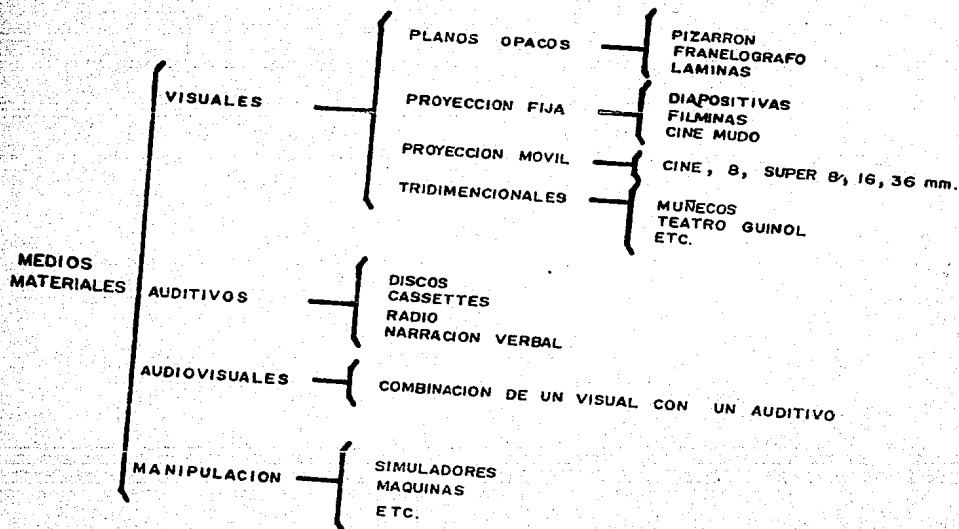 PLANOS OPACOS
PIZARRON
FRANELOGRAFO
LAMINAS
VISUALES
PROYECCION FIJA
DIAPOSITIVAS
FILMINAS
CINE MUDO
PROYECCION MOVIL
CINE, 8, SUPER 8, 16, 36 mm.
TRIDIMENCIONALES
MUÑECOS
TEATRO GUINOL
ETC.
MEDIOS
MATERIALES
AUDITIVOS
DISCOS
CASSETTES
RADIO
NARRACION VERBAL
AUDIOVISUALES
COMBINACION DE UN VISUAL CON UN AUDITIVO
MANIPULACION
SIMULADORES
MAQUINAS
ETC.